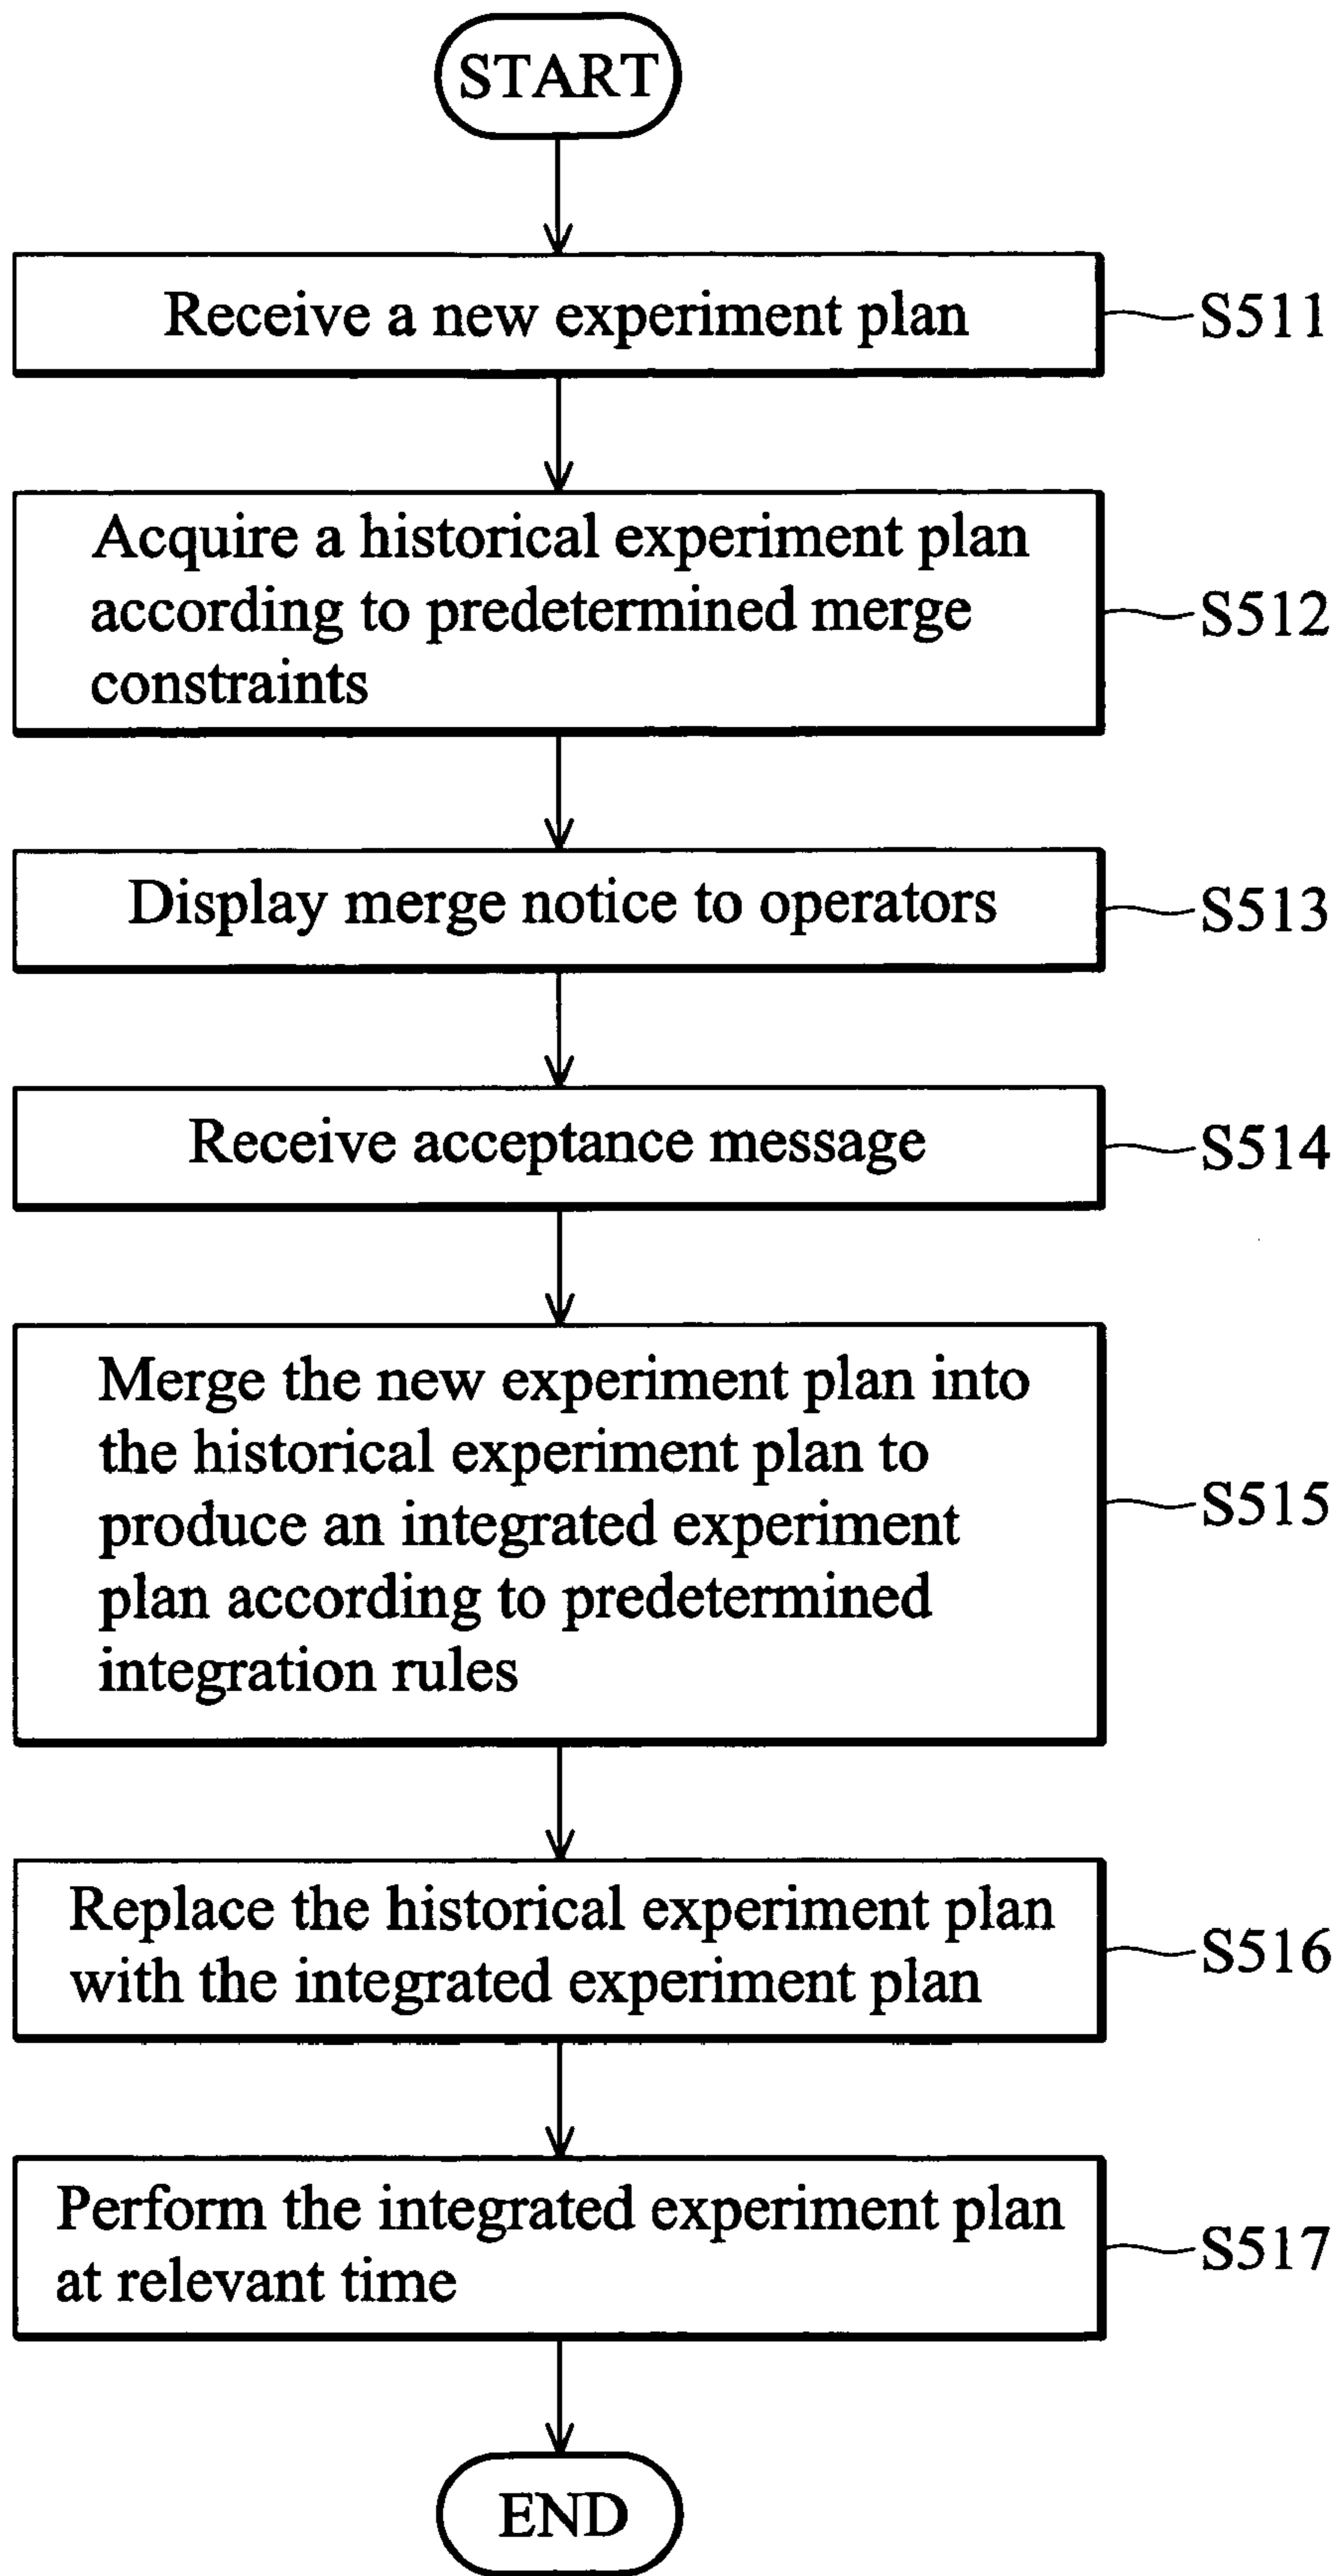 START
Receive a new experiment plan
S511
Acquire a historical experiment plan
according to predetermined merge
constraints
S512
Display merge notice to operators
S513
Receive acceptance message
S514
Merge the new experiment plan into
the historical experiment plan to
produce an integrated experiment
plan according to predetermined
integration rules
S515
Replace the historical experiment plan
with the integrated experiment plan
S516
Perform the integrated experiment plan
at relevant time
S517
END